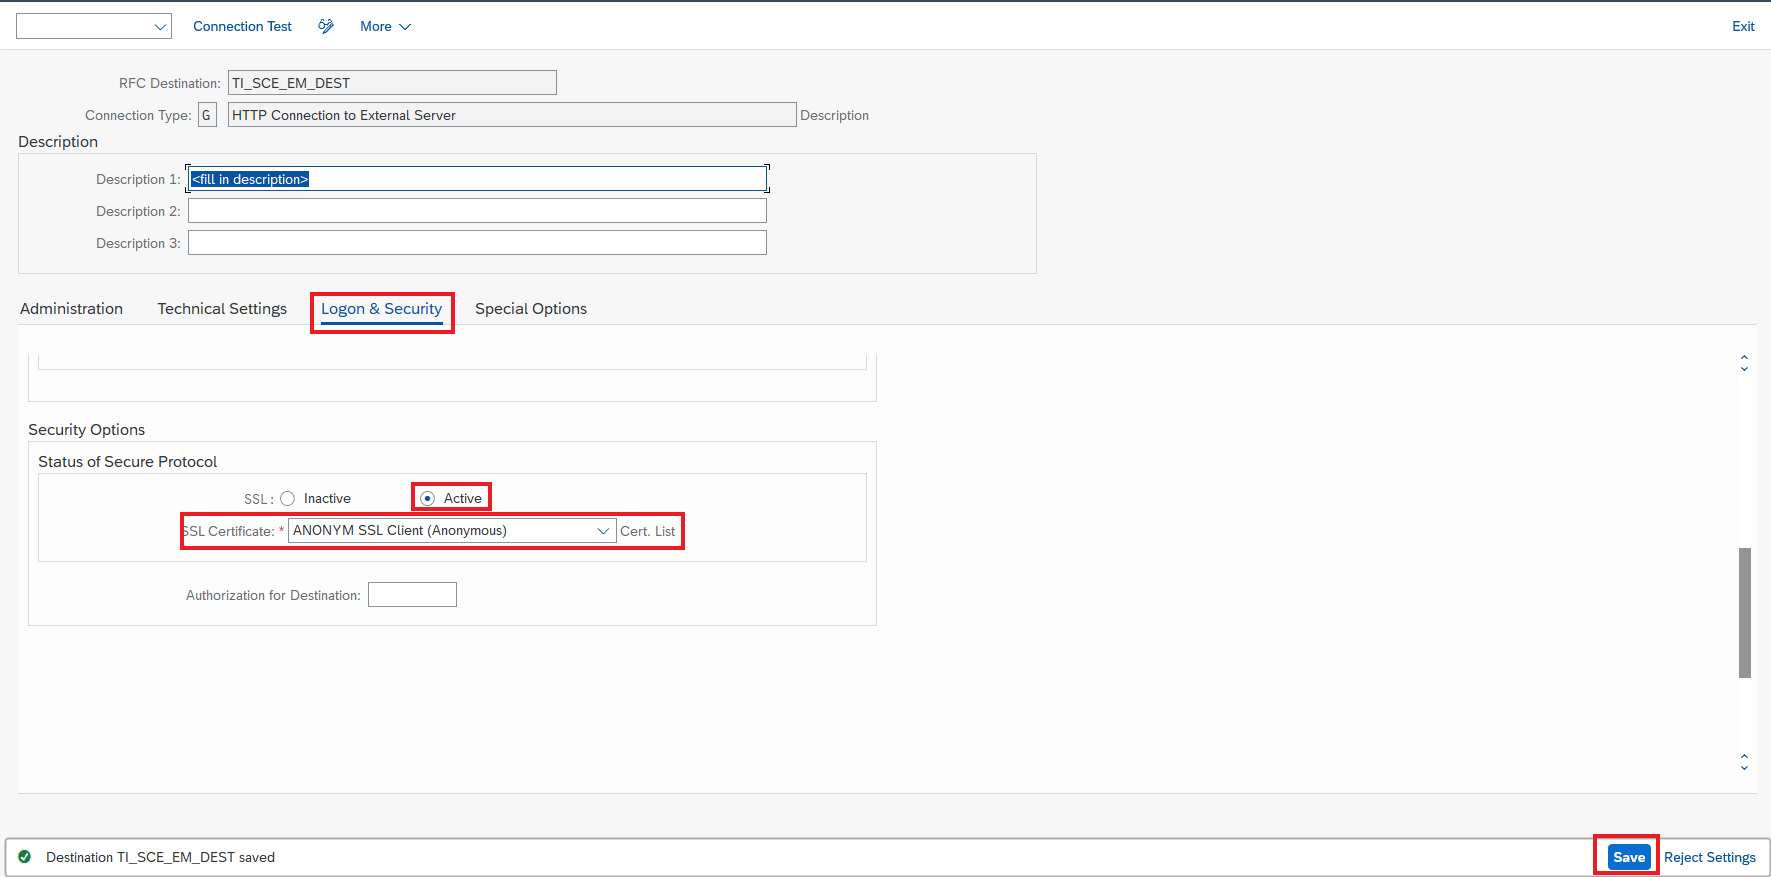 Connection Test More Exit
RFC Destination: TI_SCE_EM_DEST
Connection Type: G HTTP Connection to External Server Description
Description
Description 1: <fill in description>
Description 2:
Description 3:
Administration Technical Settings Logon & Security Special Options
Security Options
Status of Secure Protocol
SSL : Inactive Active
SSL Certificate: * ANONYM SSL Client (Anonymous) Cert. List
Authorization for Destination:
Destination TI_SCE_EM_DEST saved Save Reject Settings